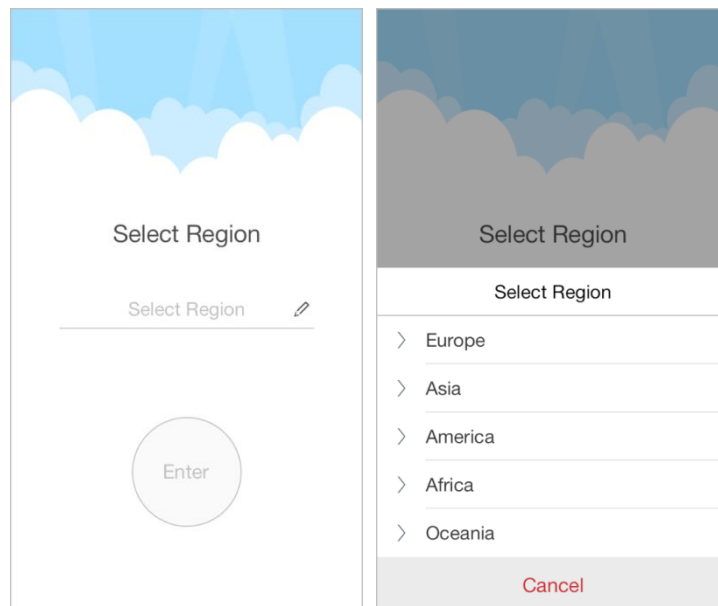 Select Region
Select Region
Enter
Select Region
Select Region
Europe
Asia
America
Africa
Oceania
Cancel